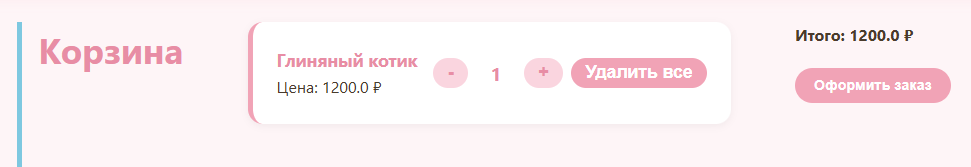 Корзина
Глиняный котик
Цена: 1200.0 ₽
- 1 + Удалить все
Итого: 1200.0 ₽
Оформить заказ